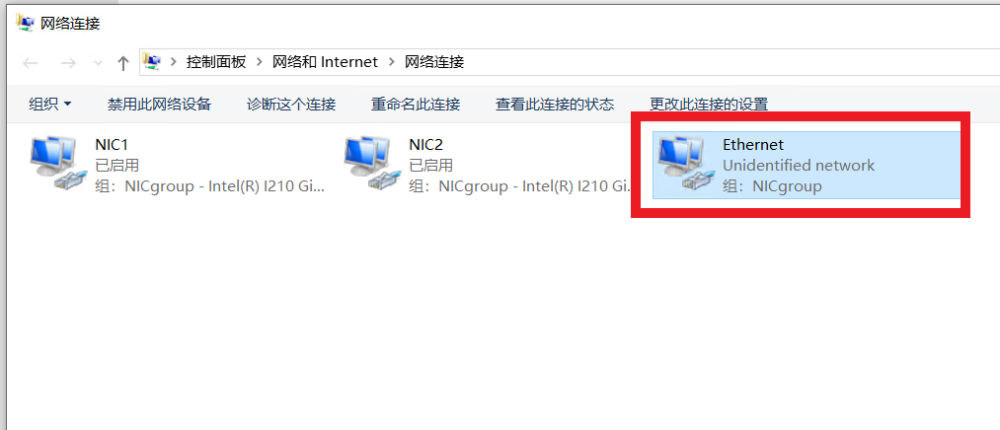 网络连接
控制面板 > 网络和 Internet > 网络连接
组织 禁用此网络设备 诊断这个连接 重命名此连接 查看此连接的状态 更改此连接的设置
NIC1
已启用
组：NICgroup - Intel(R) I210 Gi...
NIC2
已启用
组：NICgroup - Intel(R) I210 Gi...
Ethernet
Unidentified network
组：NICgroup